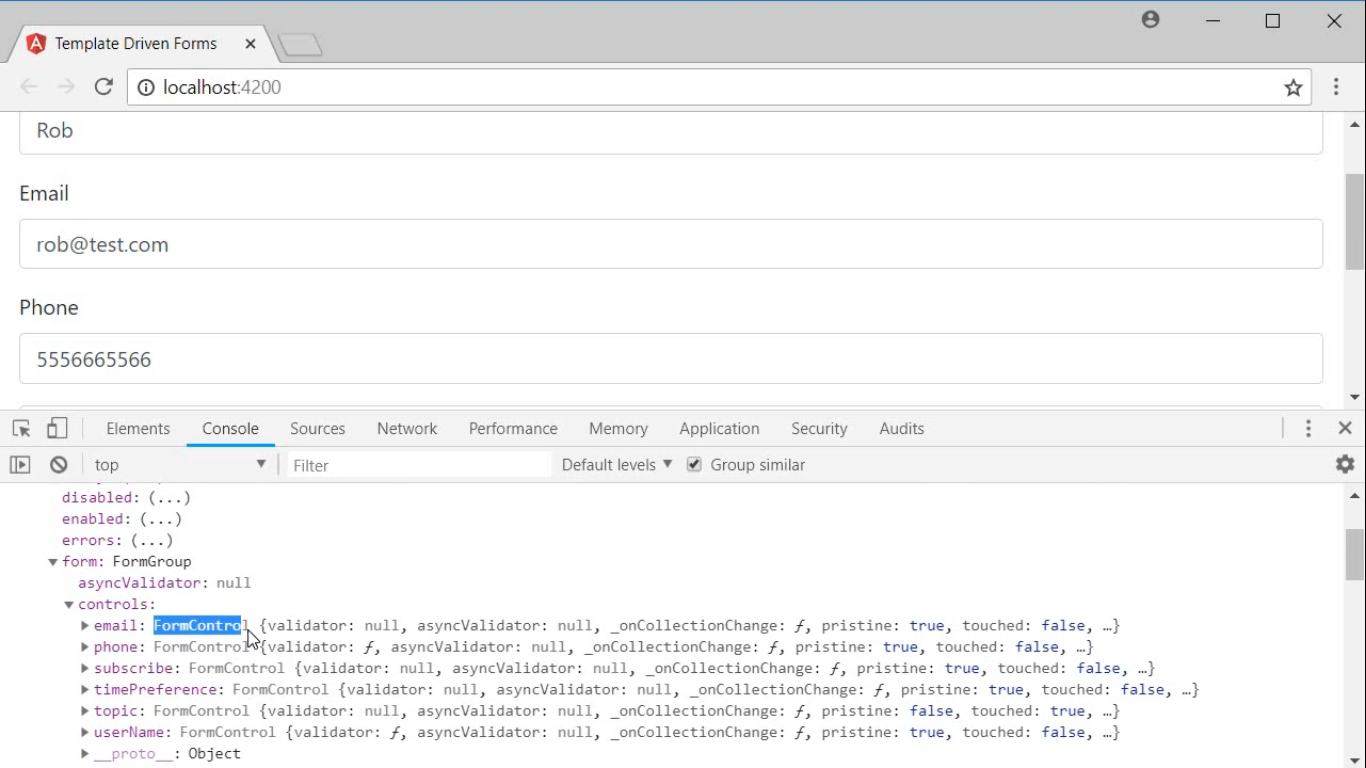 Template Driven Forms
localhost:4200
Rob
Email
rob@test.com
Phone
5556665566
Elements Console Sources Network Performance Memory Application Security Audits
top Filter Default levels Group similar
disabled: (...)
enabled: (...)
errors: (...)
form: FormGroup
asyncValidator: null
controls:
email: FormControl {validator: null, asyncValidator: null, _onCollectionChange: ƒ, pristine: true, touched: false, …}
phone: FormControl {validator: ƒ, asyncValidator: null, _onCollectionChange: ƒ, pristine: true, touched: false, …}
subscribe: FormControl {validator: null, asyncValidator: null, _onCollectionChange: ƒ, pristine: true, touched: false, …}
timePreference: FormControl {validator: null, asyncValidator: null, _onCollectionChange: ƒ, pristine: true, touched: false, …}
topic: FormControl {validator: null, asyncValidator: null, _onCollectionChange: ƒ, pristine: false, touched: true, …}
userName: FormControl {validator: ƒ, asyncValidator: null, _onCollectionChange: ƒ, pristine: true, touched: false, …}
__proto__: Object